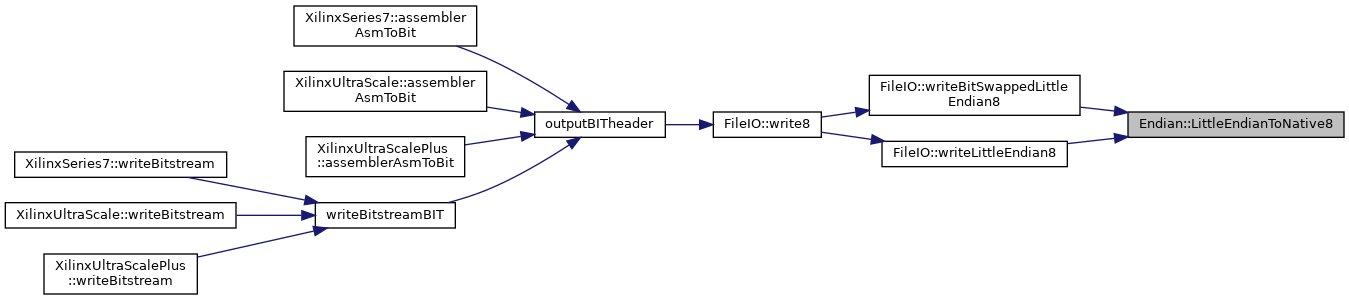 XilinxSeries7::assembler
AsmToBit
XilinxUltraScale::assembler
AsmToBit
XilinxUltraScalePlus
::assemblerAsmToBit
XilinxSeries7::writeBitstream
XilinxUltraScale::writeBitstream
XilinxUltraScalePlus
::writeBitstream
writeBitstreamBIT
outputBITheader
FileIO::write8
FileIO::writeBitSwappedLittle
Endian8
FileIO::writeLittleEndian8
Endian::LittleEndianToNative8